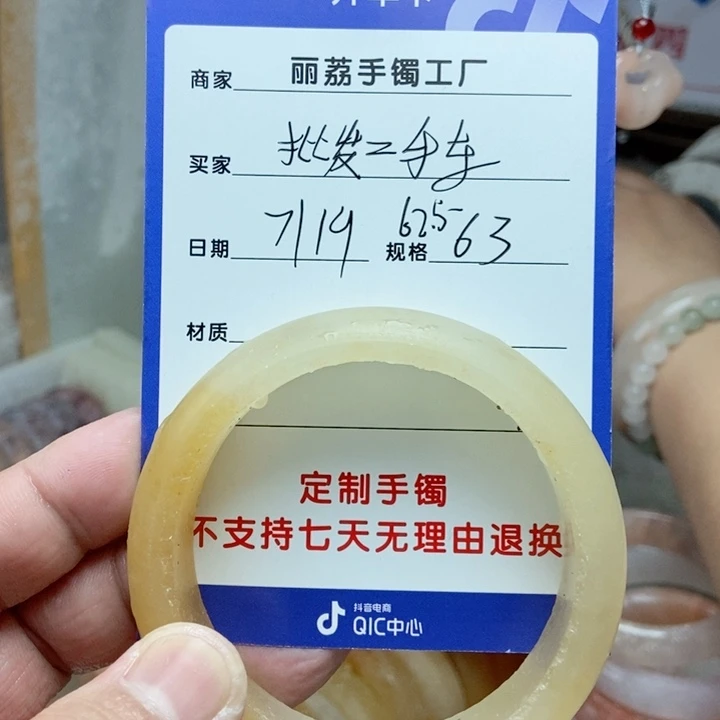 商家 丽荔手镯工厂
买家 批发二手车
日期 7/19 规格 62.5 63
材质
定制手镯
不支持七天无理由退换
抖音电商
QIC中心